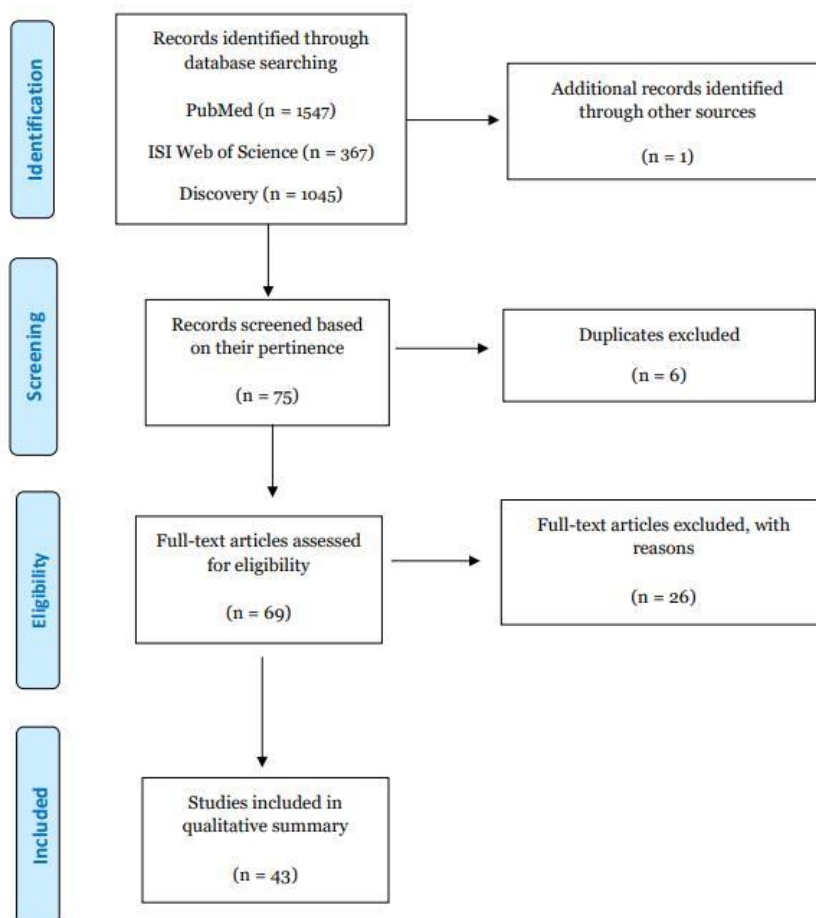 Identification
Records identified through
database searching
PubMed (n = 1547)
ISI Web of Science (n = 367)
Discovery (n = 1045)
Additional records identified
through other sources
(n = 1)
Screening
Records screened based
on their pertinence
(n = 75)
Duplicates excluded
(n = 6)
Eligibility
Full-text articles assessed
for eligibility
(n = 69)
Full-text articles excluded, with
reasons
(n = 26)
Included
Studies included in
qualitative summary
(n = 43)